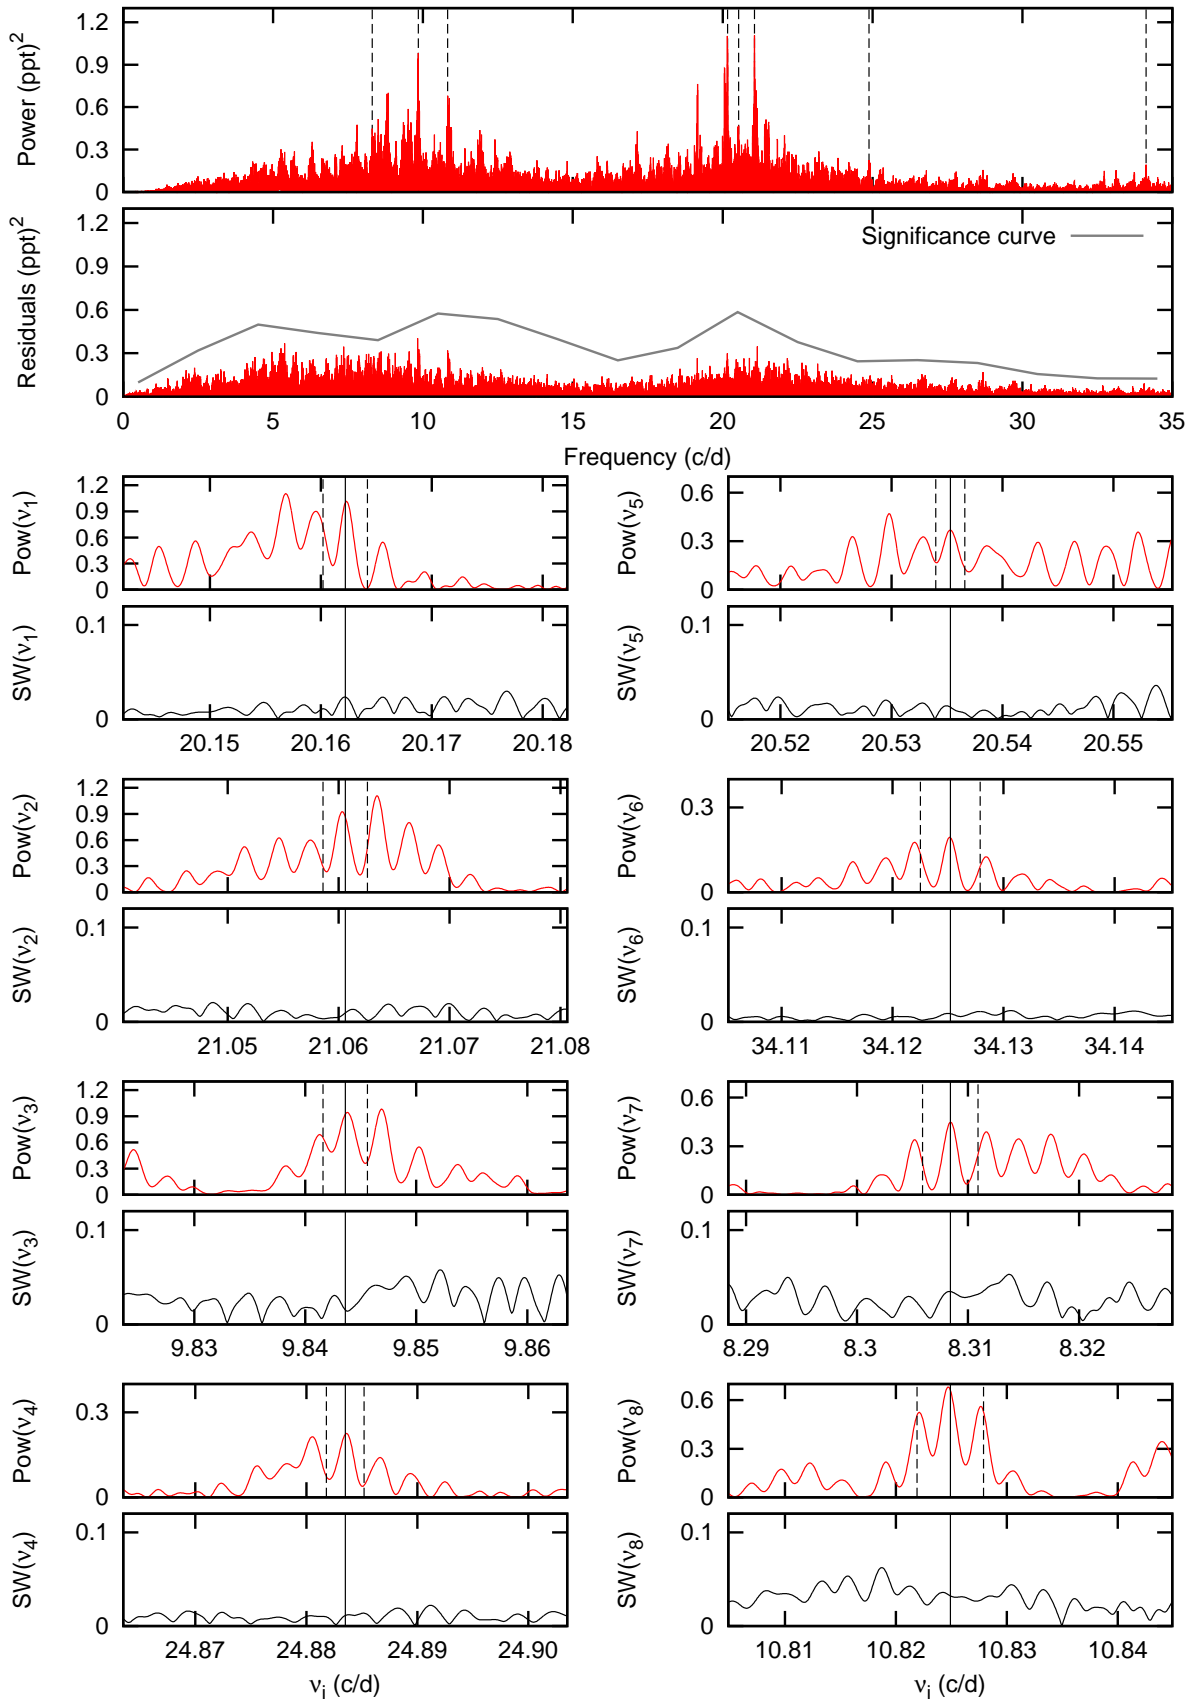 Power (ppt)²
1.2
0.9
0.6
0.3
0
Residuals (ppt)²
1.2
0.9
0.6
0.3
0
Significance curve
0 5 10 15 20 25 30 35
Frequency (c/d)
Pow(ν₁)
1.2
0.9
0.6
0.3
0
SW(ν₁)
0.1
0
20.15 20.16 20.17 20.18
Pow(ν₅)
0.6
0.3
0
SW(ν₅)
0.1
0
20.52 20.53 20.54 20.55
Pow(ν₂)
1.2
0.9
0.6
0.3
0
SW(ν₂)
0.1
0
21.05 21.06 21.07 21.08
Pow(ν₆)
0.3
0
SW(ν₆)
0.1
0
34.11 34.12 34.13 34.14
Pow(ν₃)
1.2
0.9
0.6
0.3
0
SW(ν₃)
0.1
0
9.83 9.84 9.85 9.86
Pow(ν₇)
0.6
0.3
0
SW(ν₇)
0.1
0
8.29 8.3 8.31 8.32
Pow(ν₄)
0.3
0
SW(ν₄)
0.1
0
24.87 24.88 24.89 24.90
νᵢ (c/d)
Pow(ν₈)
0.6
0.3
0
SW(ν₈)
0.1
0
10.81 10.82 10.83 10.84
νᵢ (c/d)